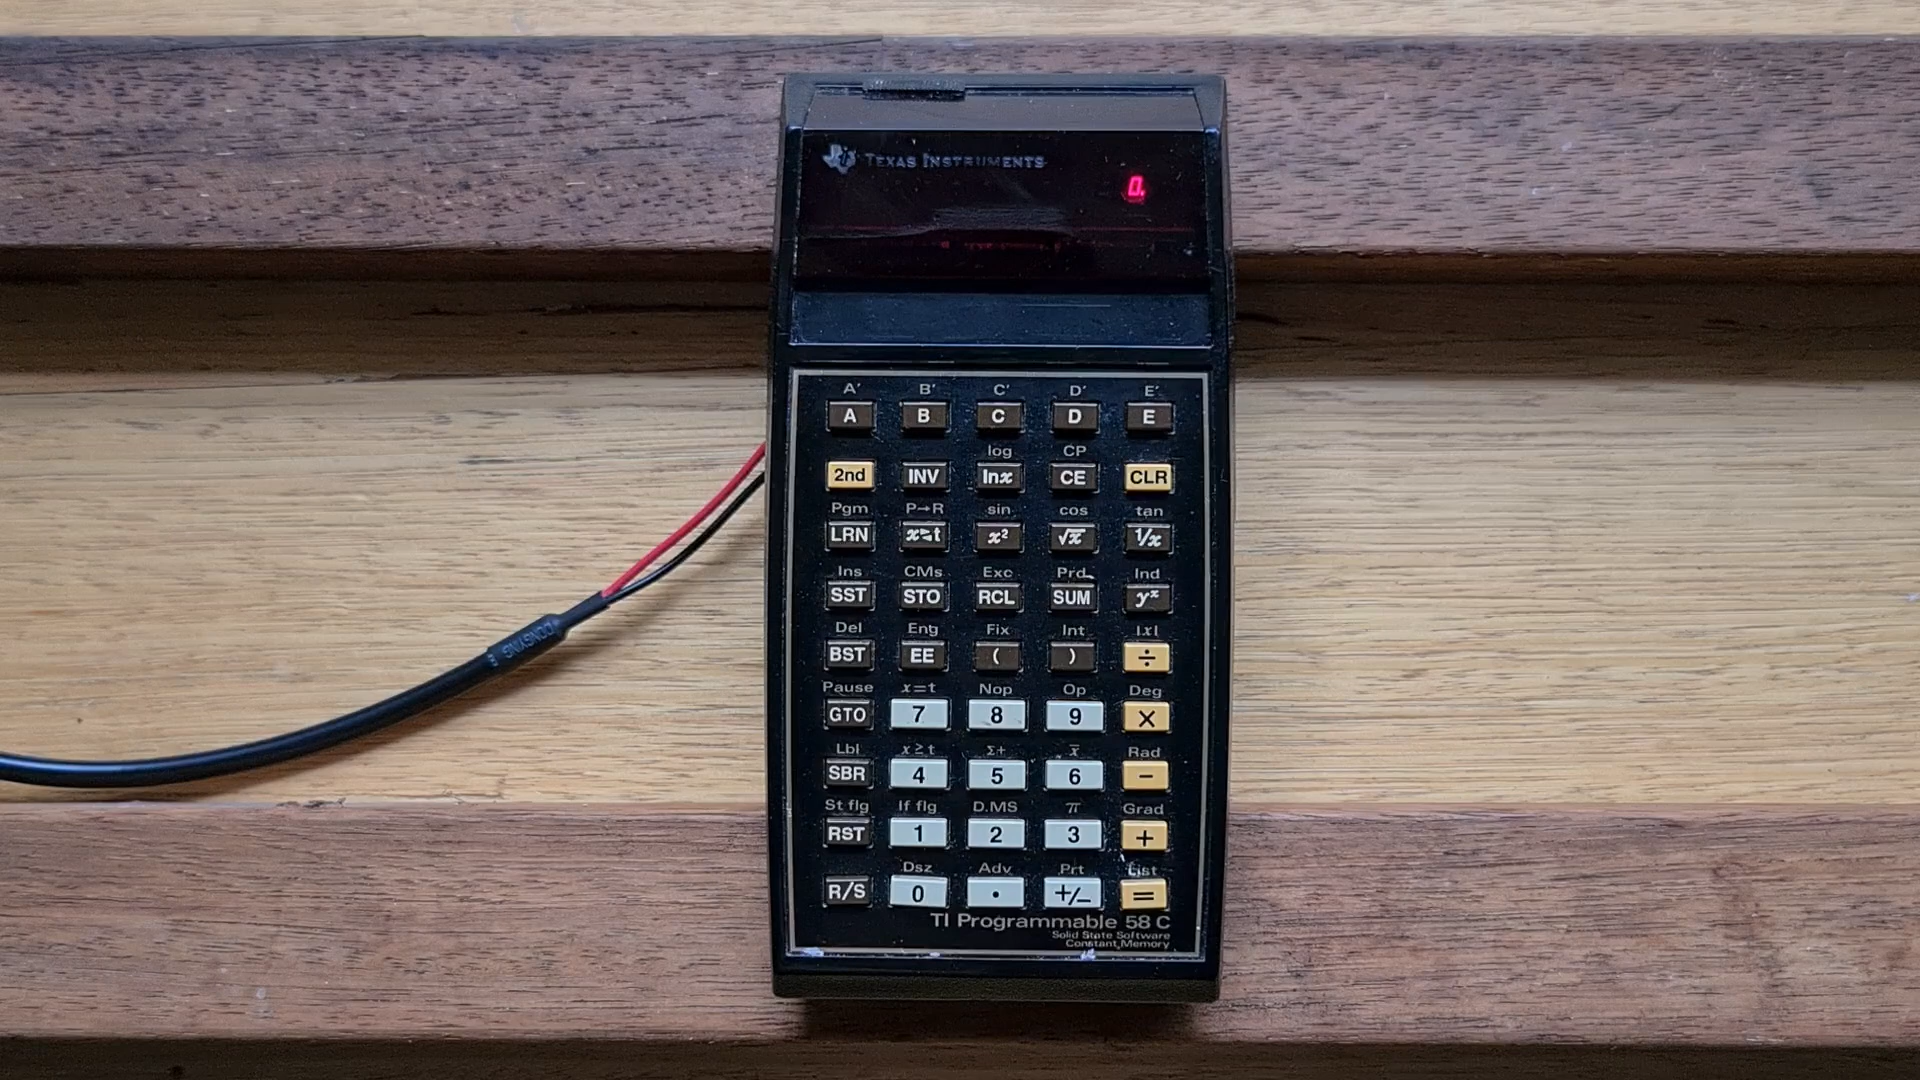 TEXAS INSTRUMENTS
0.
A' B' C' D' E'
A B C D E
log CP
2nd INV lnx CE CLR
Pgm P→R sin cos tan
LRN x≷t x² √x 1/x
Ins CMs Exc Prd Ind
SST STO RCL SUM yˣ
Del Eng Fix Int |x|
BST EE ( ) ÷
Pause x=t Nop Op Deg
GTO 7 8 9 ×
Lbl x≥t Σ+ x̄ Rad
SBR 4 5 6 −
St flg If flg D.MS π Grad
RST 1 2 3 +
Dsz Adv Prt List
R/S 0 . +/− =
TI Programmable 58 C
Solid State Software
Constant Memory